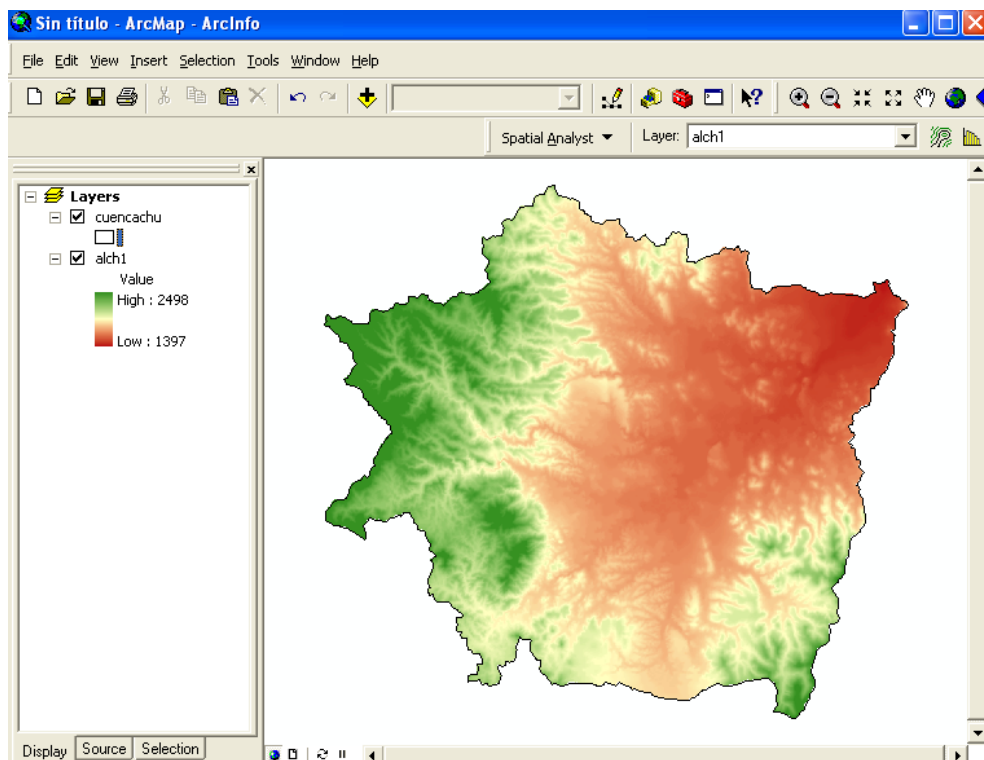 Sin título - ArcMap - ArcInfo
File Edit View Insert Selection Tools Window Help
Spatial Analyst Layer: alch1
Layers
cuencachu
alch1
Value
High : 2498
Low : 1397
Display Source Selection